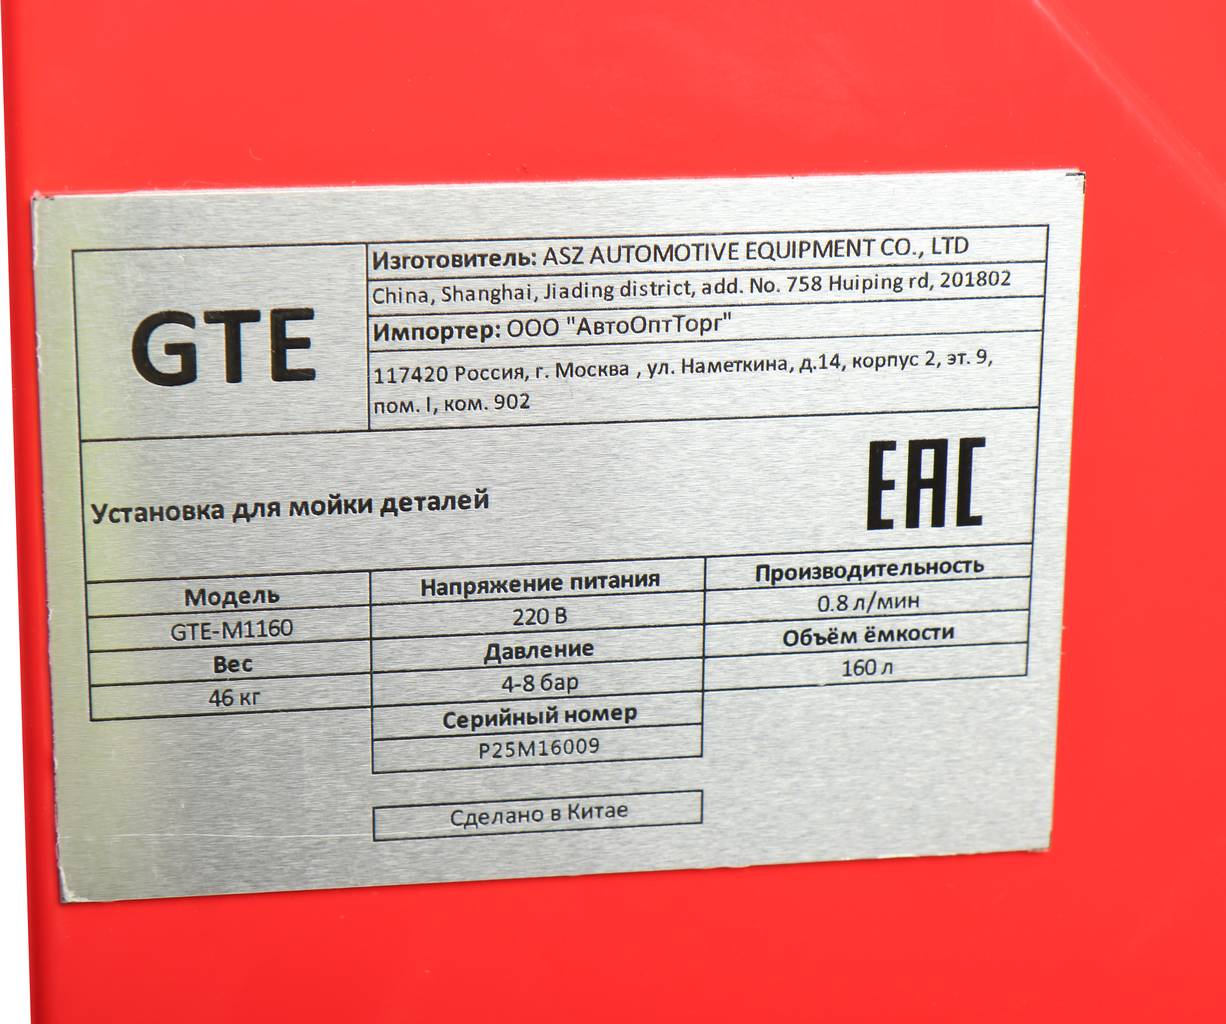 GTE
Изготовитель: ASZ AUTOMOTIVE EQUIPMENT CO., LTD
China, Shanghai, Jiading district, add. No. 758 Huiping rd, 201802
Импортер: ООО "АвтоОптТорг"
117420 Россия, г. Москва , ул. Наметкина, д.14, корпус 2, эт. 9,
пом. I, ком. 902
Установка для мойки деталей
EAC
Модель
GTE-M1160
Вес
46 кг
Напряжение питания
220 В
Давление
4-8 бар
Серийный номер
P25M16009
Производительность
0.8 л/мин
Объём ёмкости
160 л
Сделано в Китае